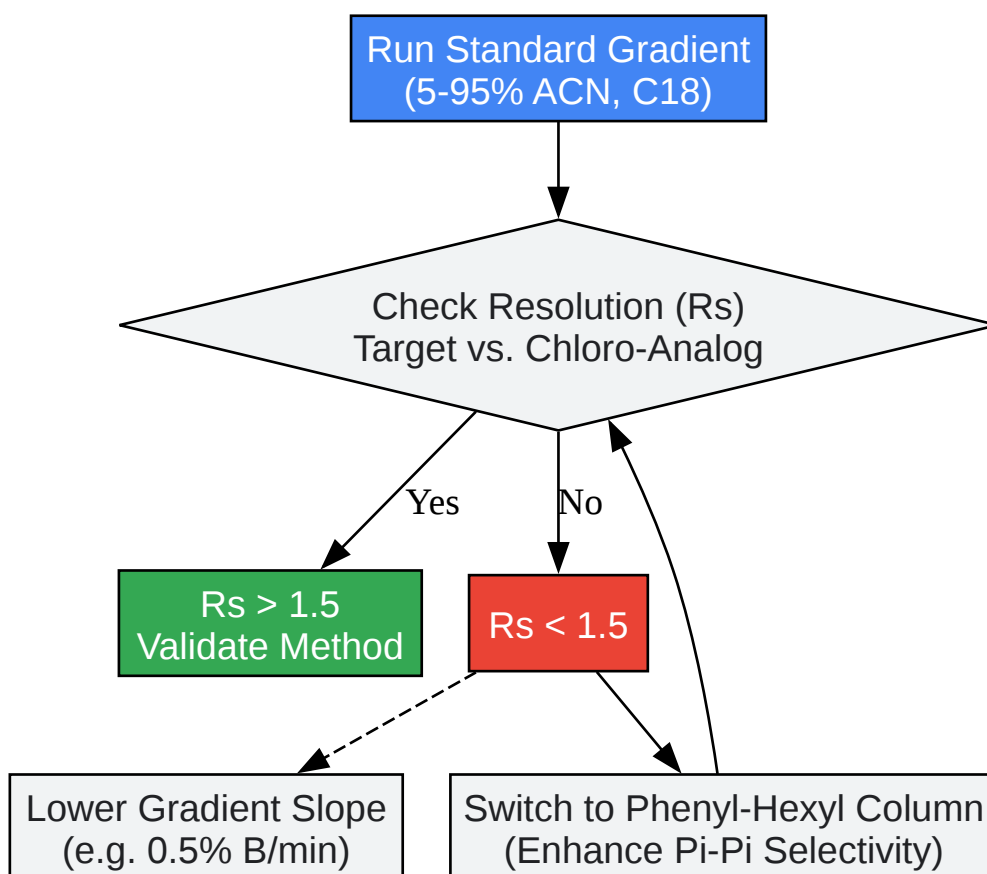 Run Standard Gradient
(5-95% ACN, C18)
Check Resolution (Rs)
Target vs. Chloro-Analog
Yes
No
Rs > 1.5
Validate Method
Rs < 1.5
Lower Gradient Slope
(e.g. 0.5% B/min)
Switch to Phenyl-Hexyl Column
(Enhance Pi-Pi Selectivity)